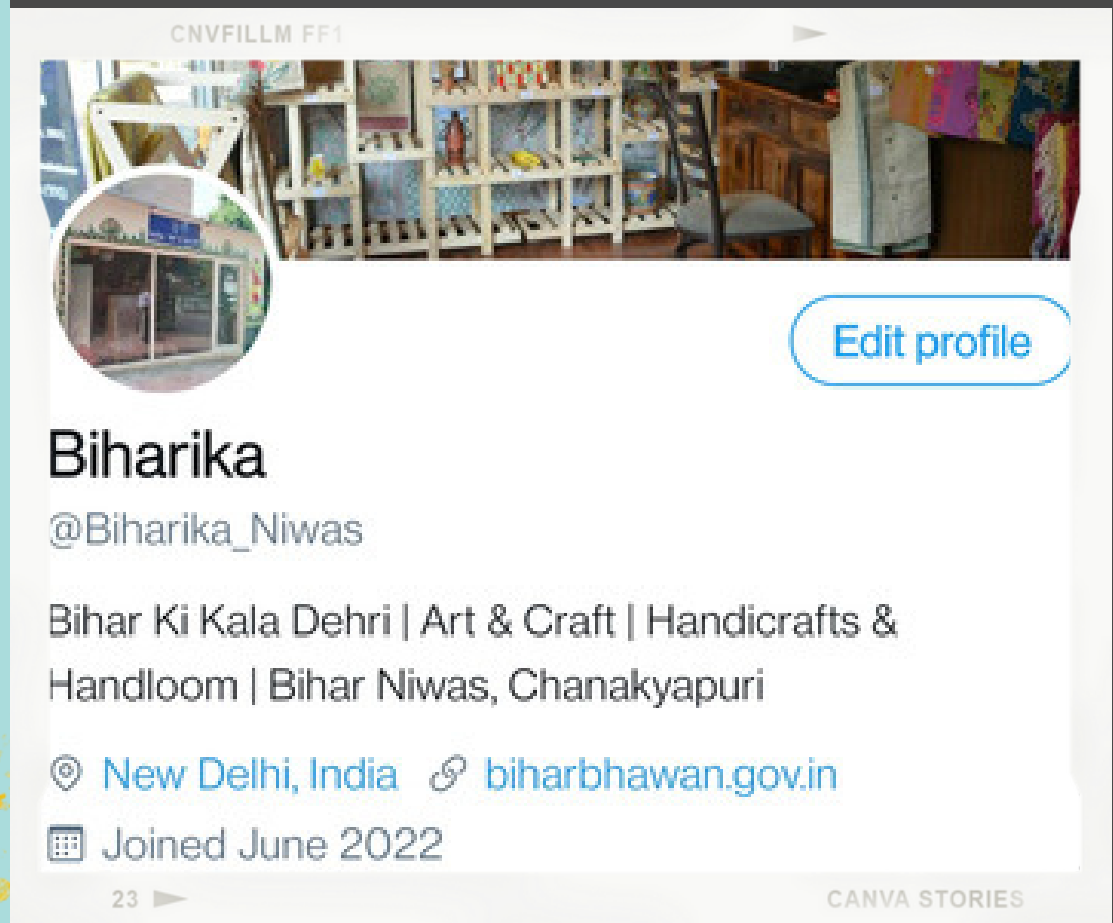 CNVFILLM FF1
Edit profile
Biharika
@Biharika_Niwas
Bihar Ki Kala Dehri | Art & Craft | Handicrafts &
Handloom | Bihar Niwas, Chanakyapuri
New Delhi, India biharbhawan.gov.in
Joined June 2022
23 CANVA STORIES